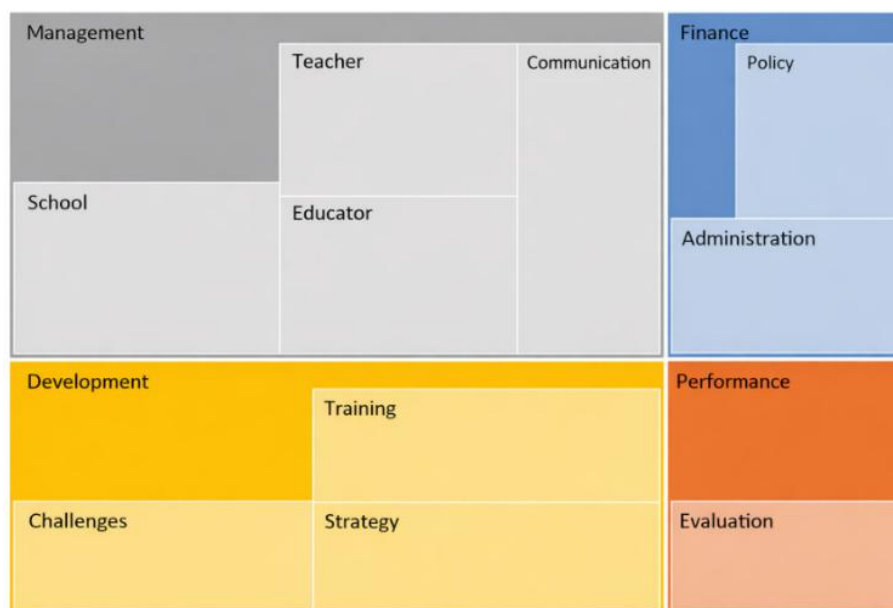 Management
Teacher
Communication
School
Educator
Finance
Policy
Administration
Development
Training
Challenges
Strategy
Performance
Evaluation